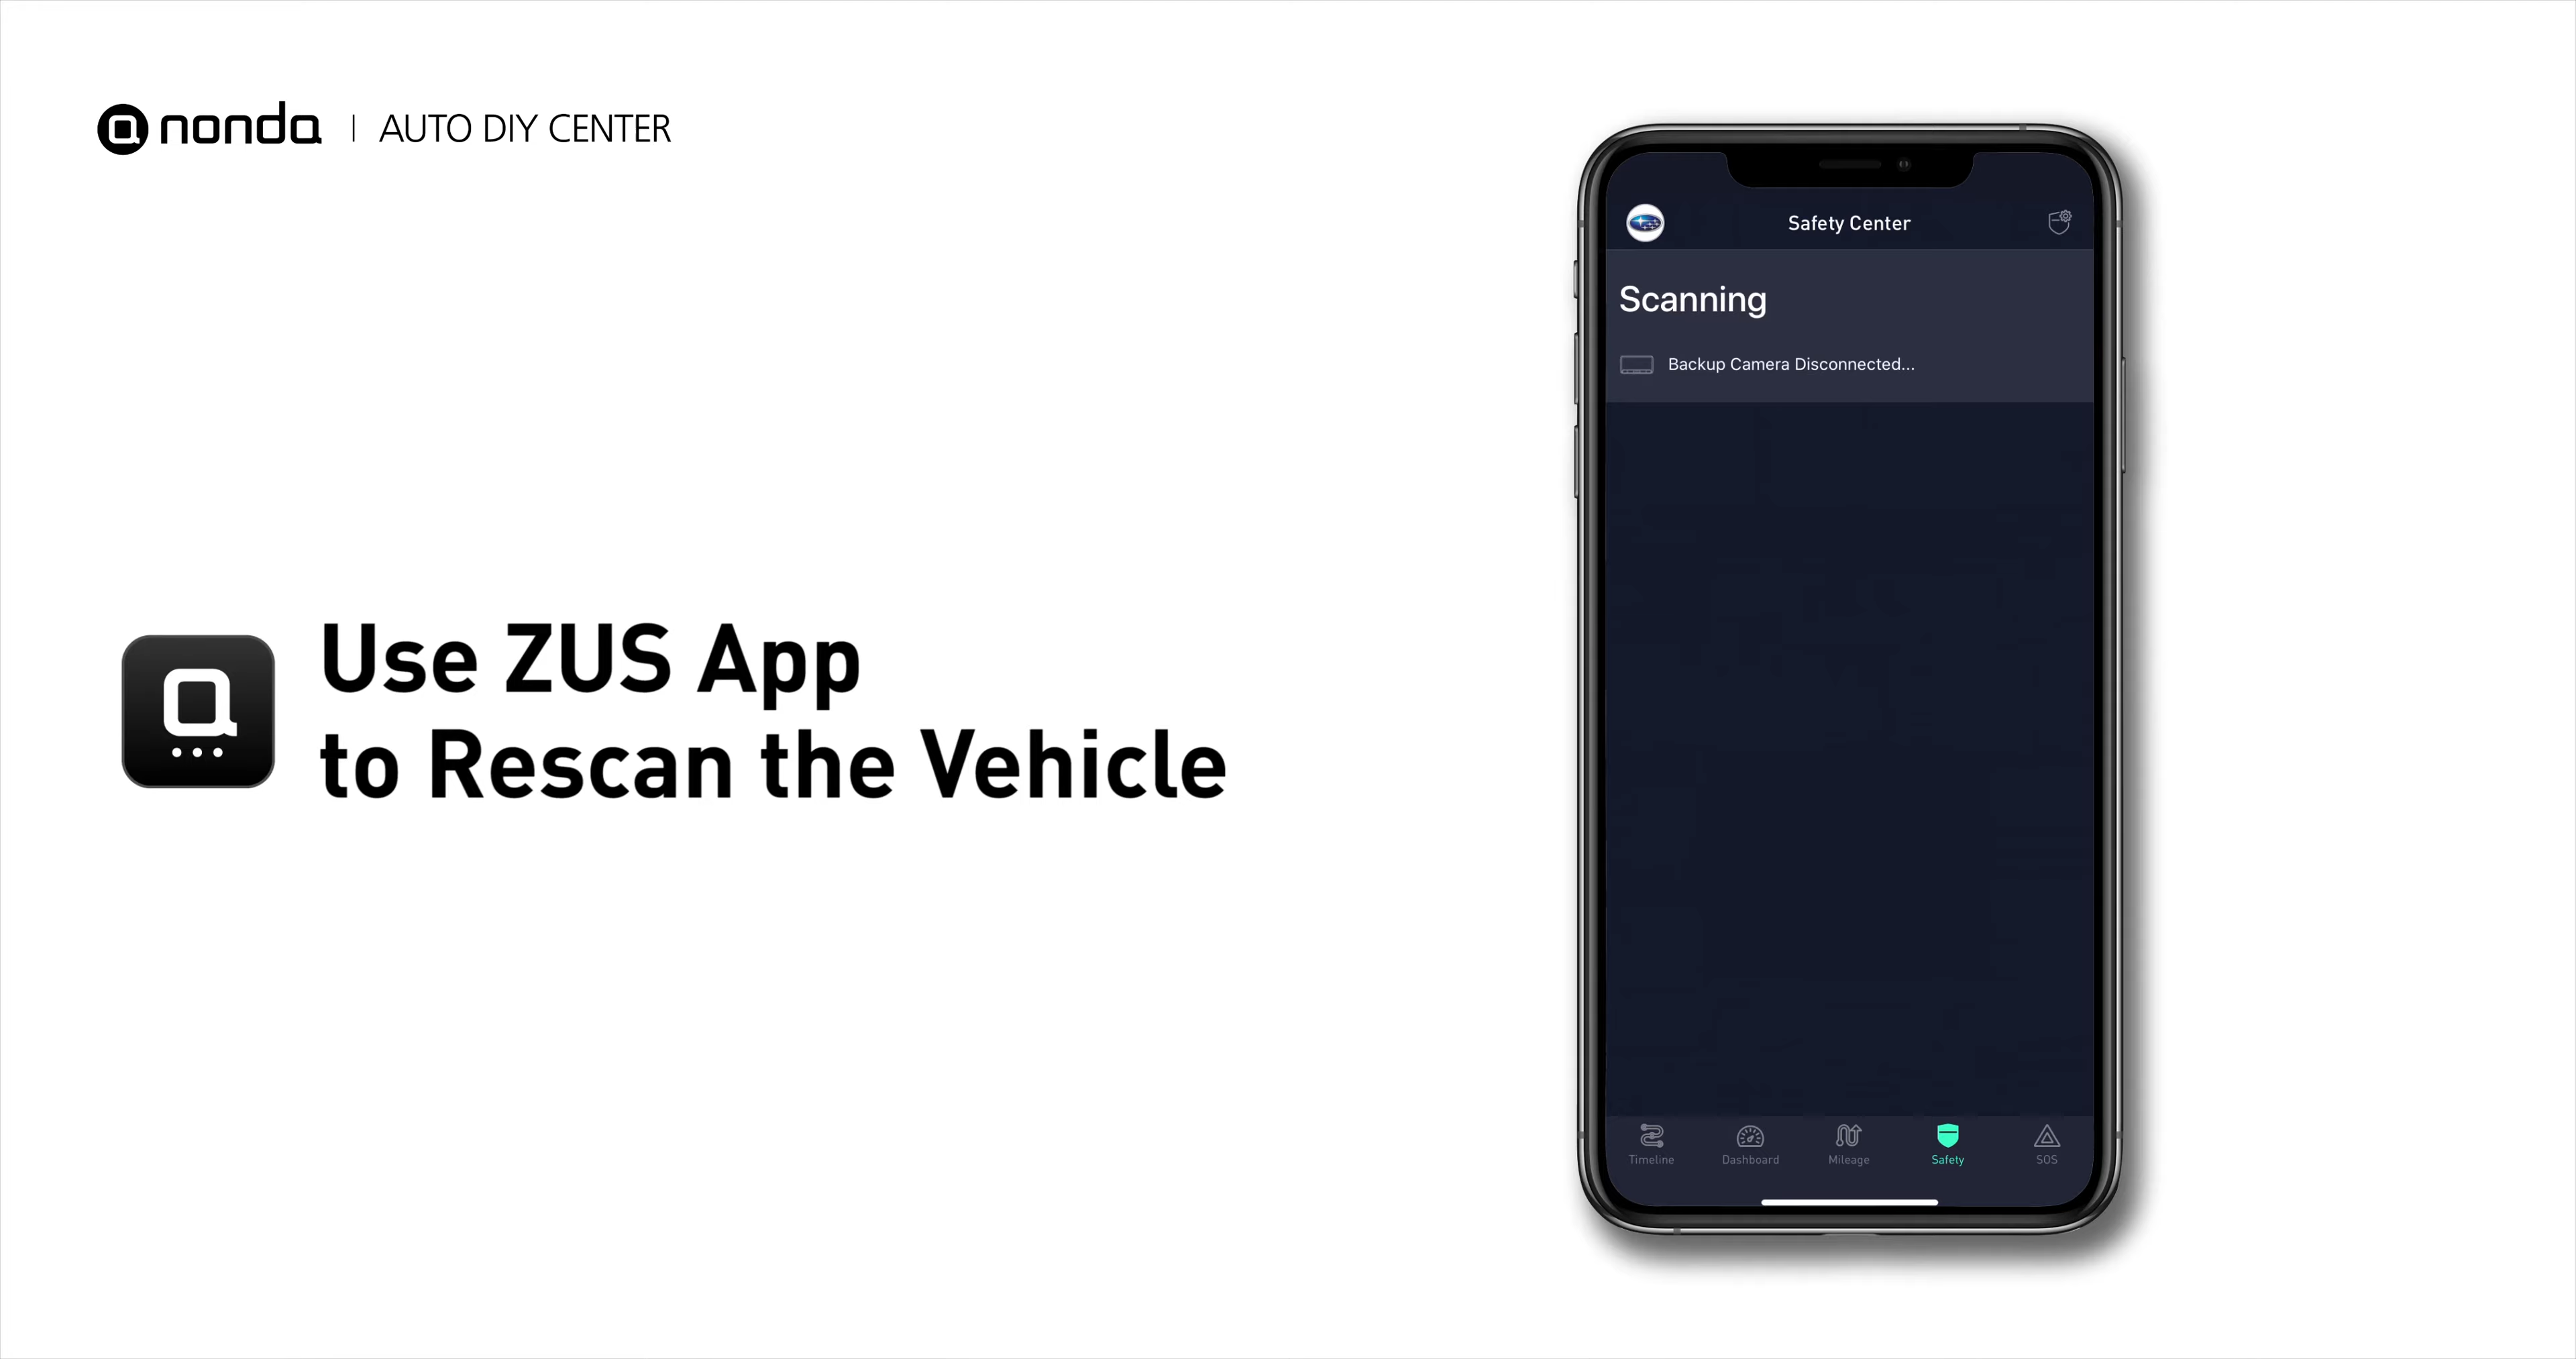 nonda | AUTO DIY CENTER
Use ZUS App
to Rescan the Vehicle
Safety Center
Scanning
Backup Camera Disconnected...
Timeline
Dashboard
Mileage
Safety
SOS